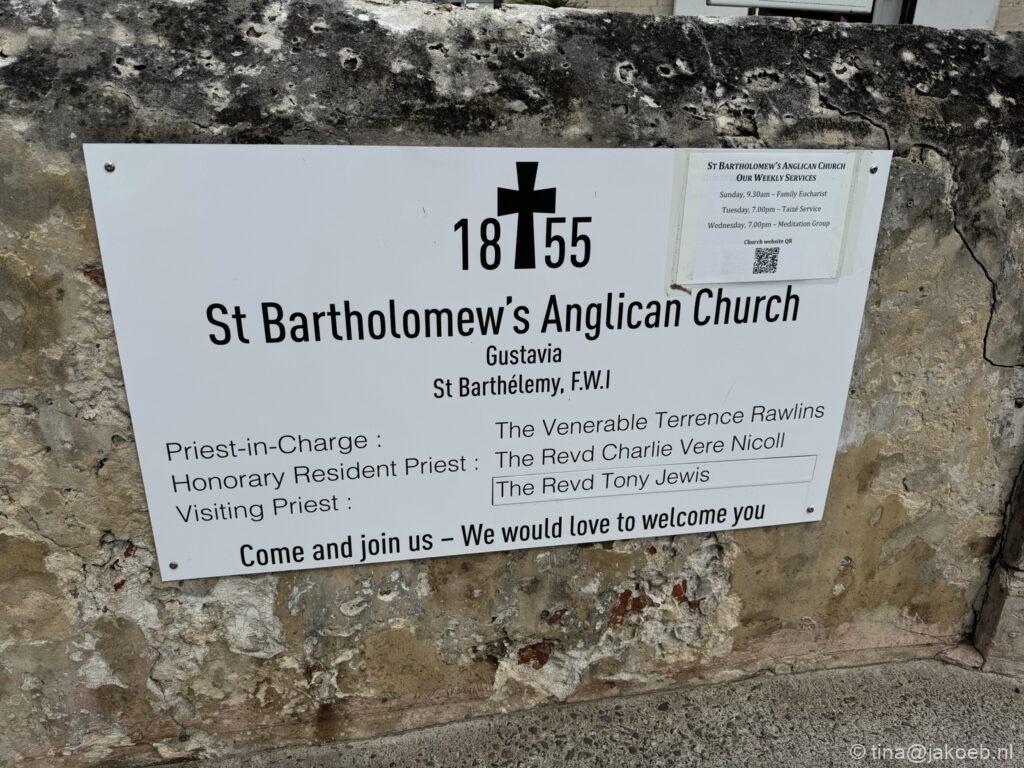 18 55
St Bartholomew's Anglican Church
Gustavia
St Barthélemy, F.W.I
Priest-in-Charge : The Venerable Terrence Rawlins
Honorary Resident Priest : The Revd Charlie Vere Nicoll
Visiting Priest : The Revd Tony Jewis
Come and join us – We would love to welcome you
ST BARTHOLOMEW'S ANGLICAN CHURCH
OUR WEEKLY SERVICES
Sunday, 9.30am – Family Eucharist
Tuesday, 7.00pm – Taizé Service
Wednesday, 7.00pm – Meditation Group
Church website QR
© tina@jakoeb.nl